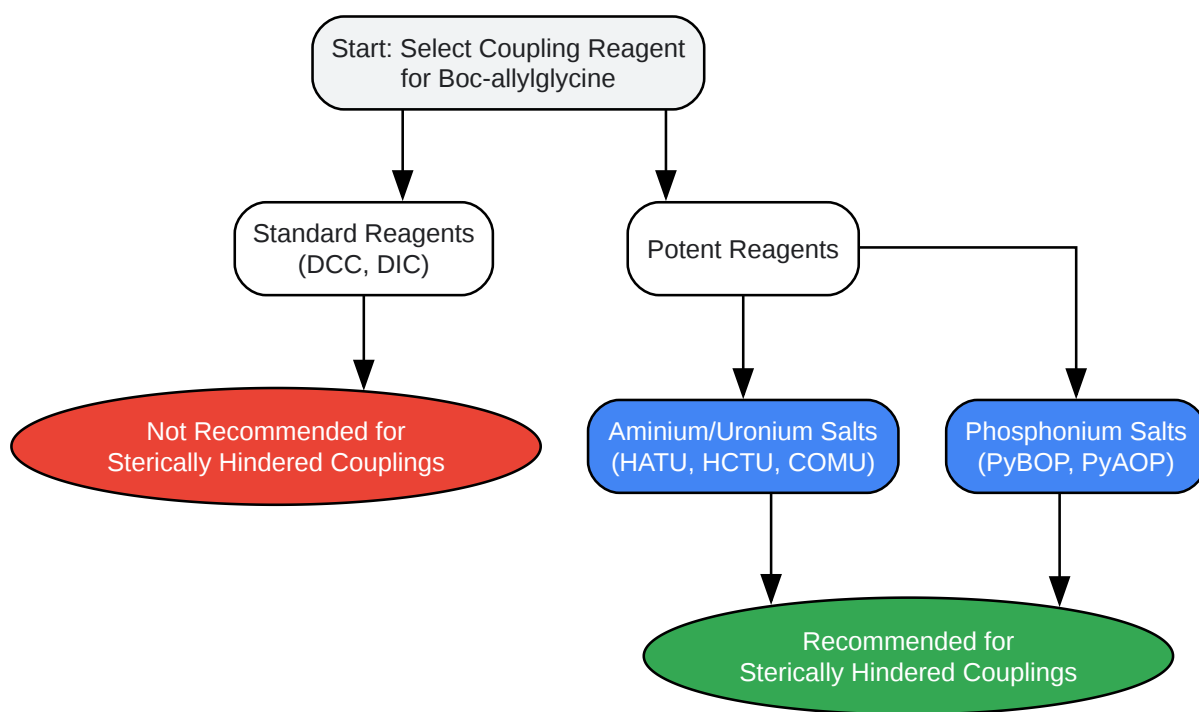 Start: Select Coupling Reagent
for Boc-allylglycine
Standard Reagents
(DCC, DIC)
Potent Reagents
Not Recommended for
Sterically Hindered Couplings
Aminium/Uronium Salts
(HATU, HCTU, COMU)
Phosphonium Salts
(PyBOP, PyAOP)
Recommended for
Sterically Hindered Couplings